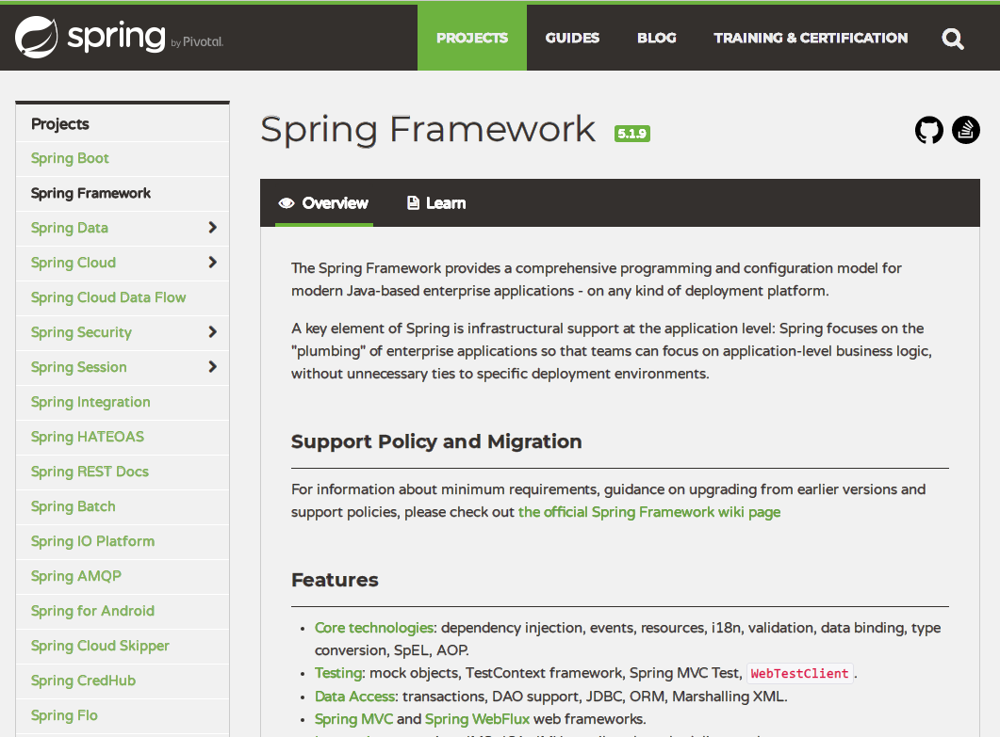 spring by Pivotal.
PROJECTS GUIDES BLOG TRAINING & CERTIFICATION
Projects
Spring Boot
Spring Framework
Spring Data
Spring Cloud
Spring Cloud Data Flow
Spring Security
Spring Session
Spring Integration
Spring HATEOAS
Spring REST Docs
Spring Batch
Spring IO Platform
Spring AMQP
Spring for Android
Spring Cloud Skipper
Spring CredHub
Spring Flo
Spring Framework 5.1.9
Overview Learn
The Spring Framework provides a comprehensive programming and configuration model for
modern Java-based enterprise applications - on any kind of deployment platform.
A key element of Spring is infrastructural support at the application level: Spring focuses on the
"plumbing" of enterprise applications so that teams can focus on application-level business logic,
without unnecessary ties to specific deployment environments.
Support Policy and Migration
For information about minimum requirements, guidance on upgrading from earlier versions and
support policies, please check out the official Spring Framework wiki page
Features
• Core technologies: dependency injection, events, resources, i18n, validation, data binding, type
conversion, SpEL, AOP.
• Testing: mock objects, TestContext framework, Spring MVC Test, WebTestClient.
• Data Access: transactions, DAO support, JDBC, ORM, Marshalling XML.
• Spring MVC and Spring WebFlux web frameworks.